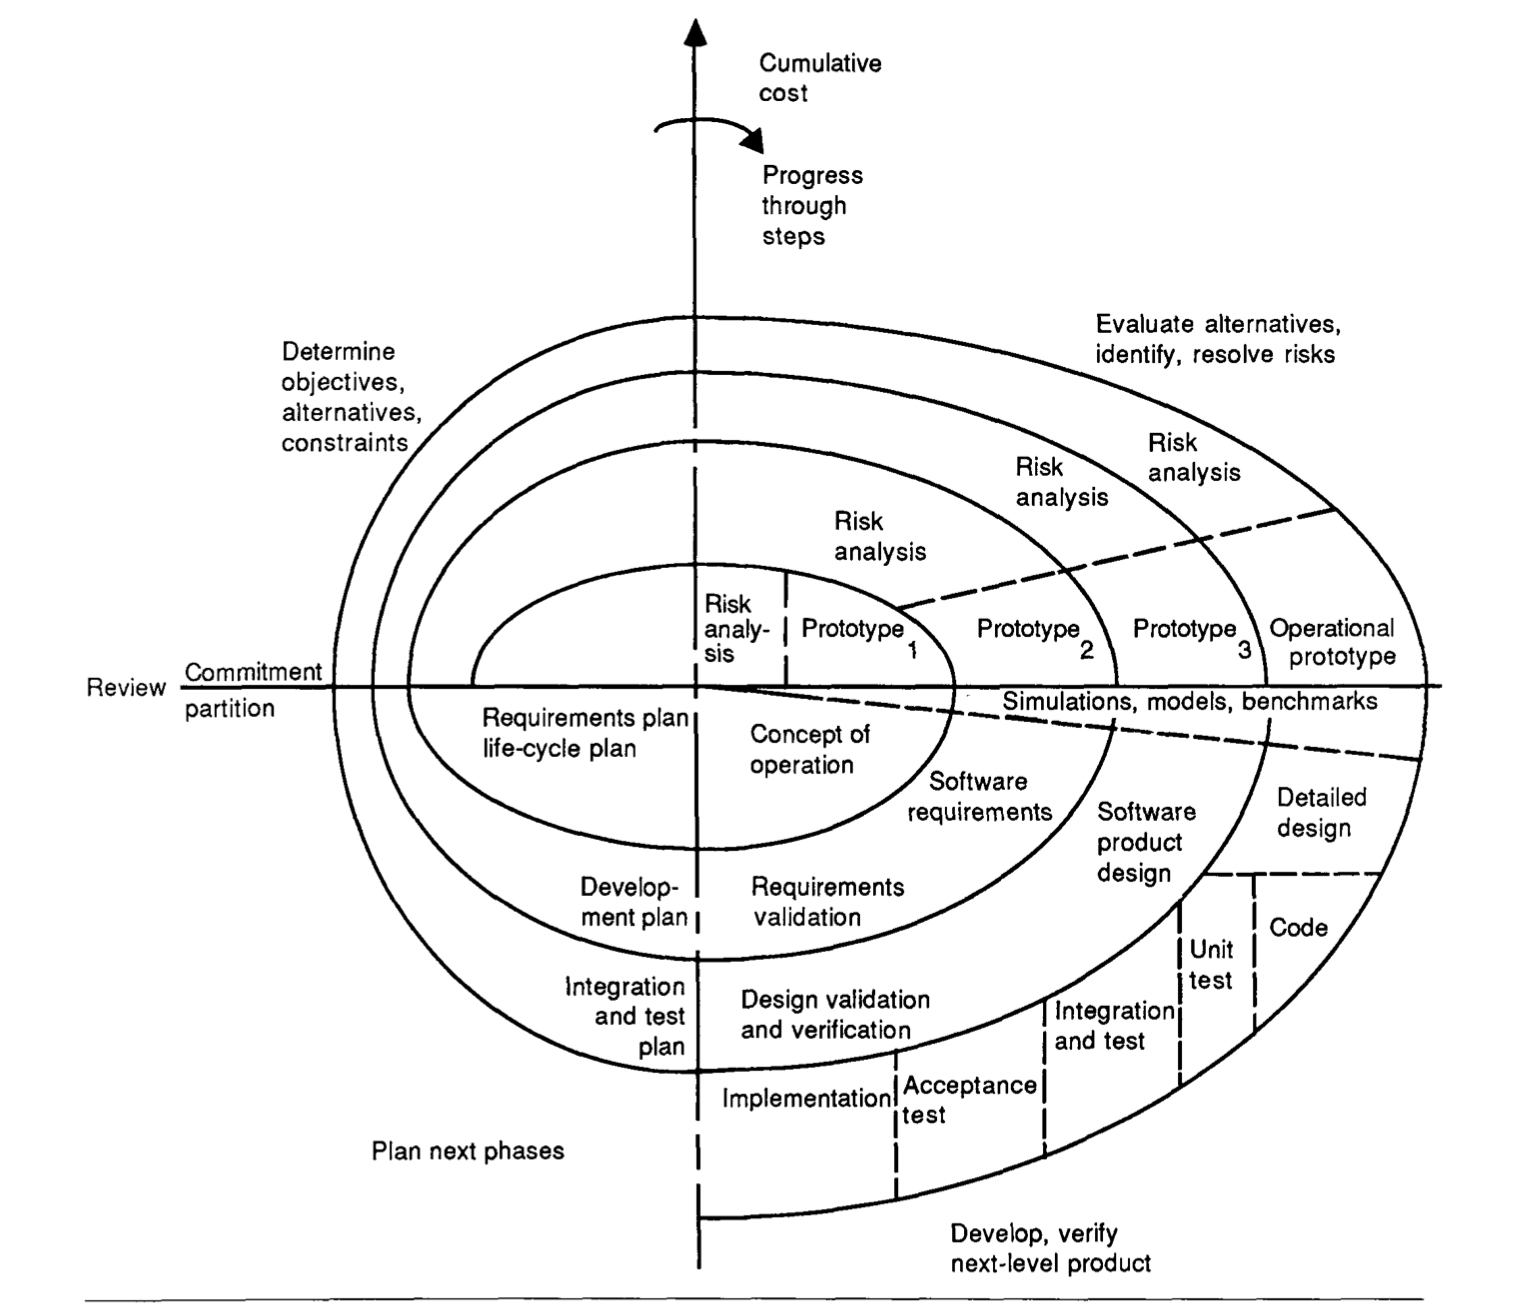 Cumulative
cost
Progress
through
steps
Evaluate alternatives,
identify, resolve risks
Determine
objectives,
alternatives,
constraints
Risk
analysis
Risk
analysis
Risk
analysis
Risk
analy-
sis
Prototype 1
Prototype 2
Prototype 3
Operational
prototype
Review
Commitment
partition
Simulations, models, benchmarks
Requirements plan
life-cycle plan
Concept of
operation
Software
requirements
Software
product
design
Detailed
design
Develop-
ment plan
Requirements
validation
Code
Unit
test
Integration
and test
plan
Design validation
and verification
Integration
and test
Acceptance
test
Implementation
Plan next phases
Develop, verify
next-level product